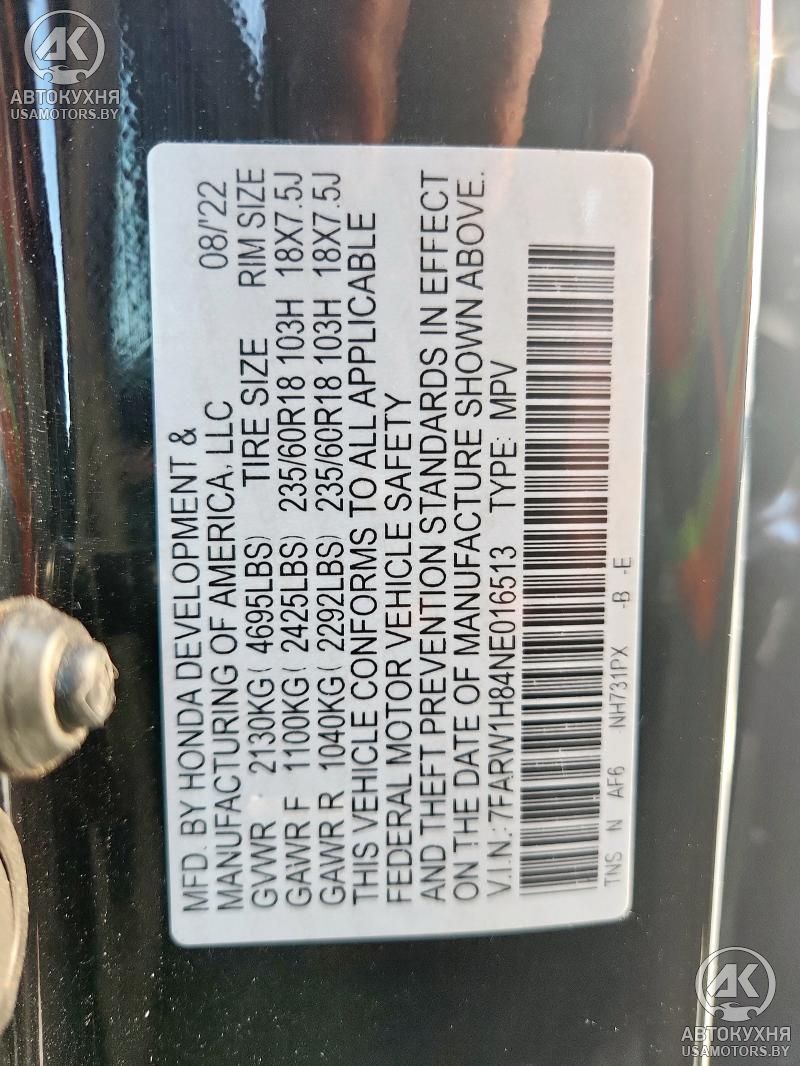 АК
АВТОКУХНЯ
USAMOTORS.BY
MFD. BY HONDA DEVELOPMENT &
MANUFACTURING OF AMERICA, LLC 08/'22
GVWR 2130KG( 4695LBS) TIRE SIZE RIM SIZE
GAWR F 1100KG( 2425LBS) 235/60R18 103H 18X7.5J
GAWR R 1040KG( 2292LBS) 235/60R18 103H 18X7.5J
THIS VEHICLE CONFORMS TO ALL APPLICABLE
FEDERAL MOTOR VEHICLE SAFETY
AND THEFT PREVENTION STANDARDS IN EFFECT
ON THE DATE OF MANUFACTURE SHOWN ABOVE.
V.I.N.: 7FARW1H84NE016513 TYPE: MPV
TNS N AF6 NH731PX -B -E
АК
АВТОКУХНЯ
USAMOTORS.BY